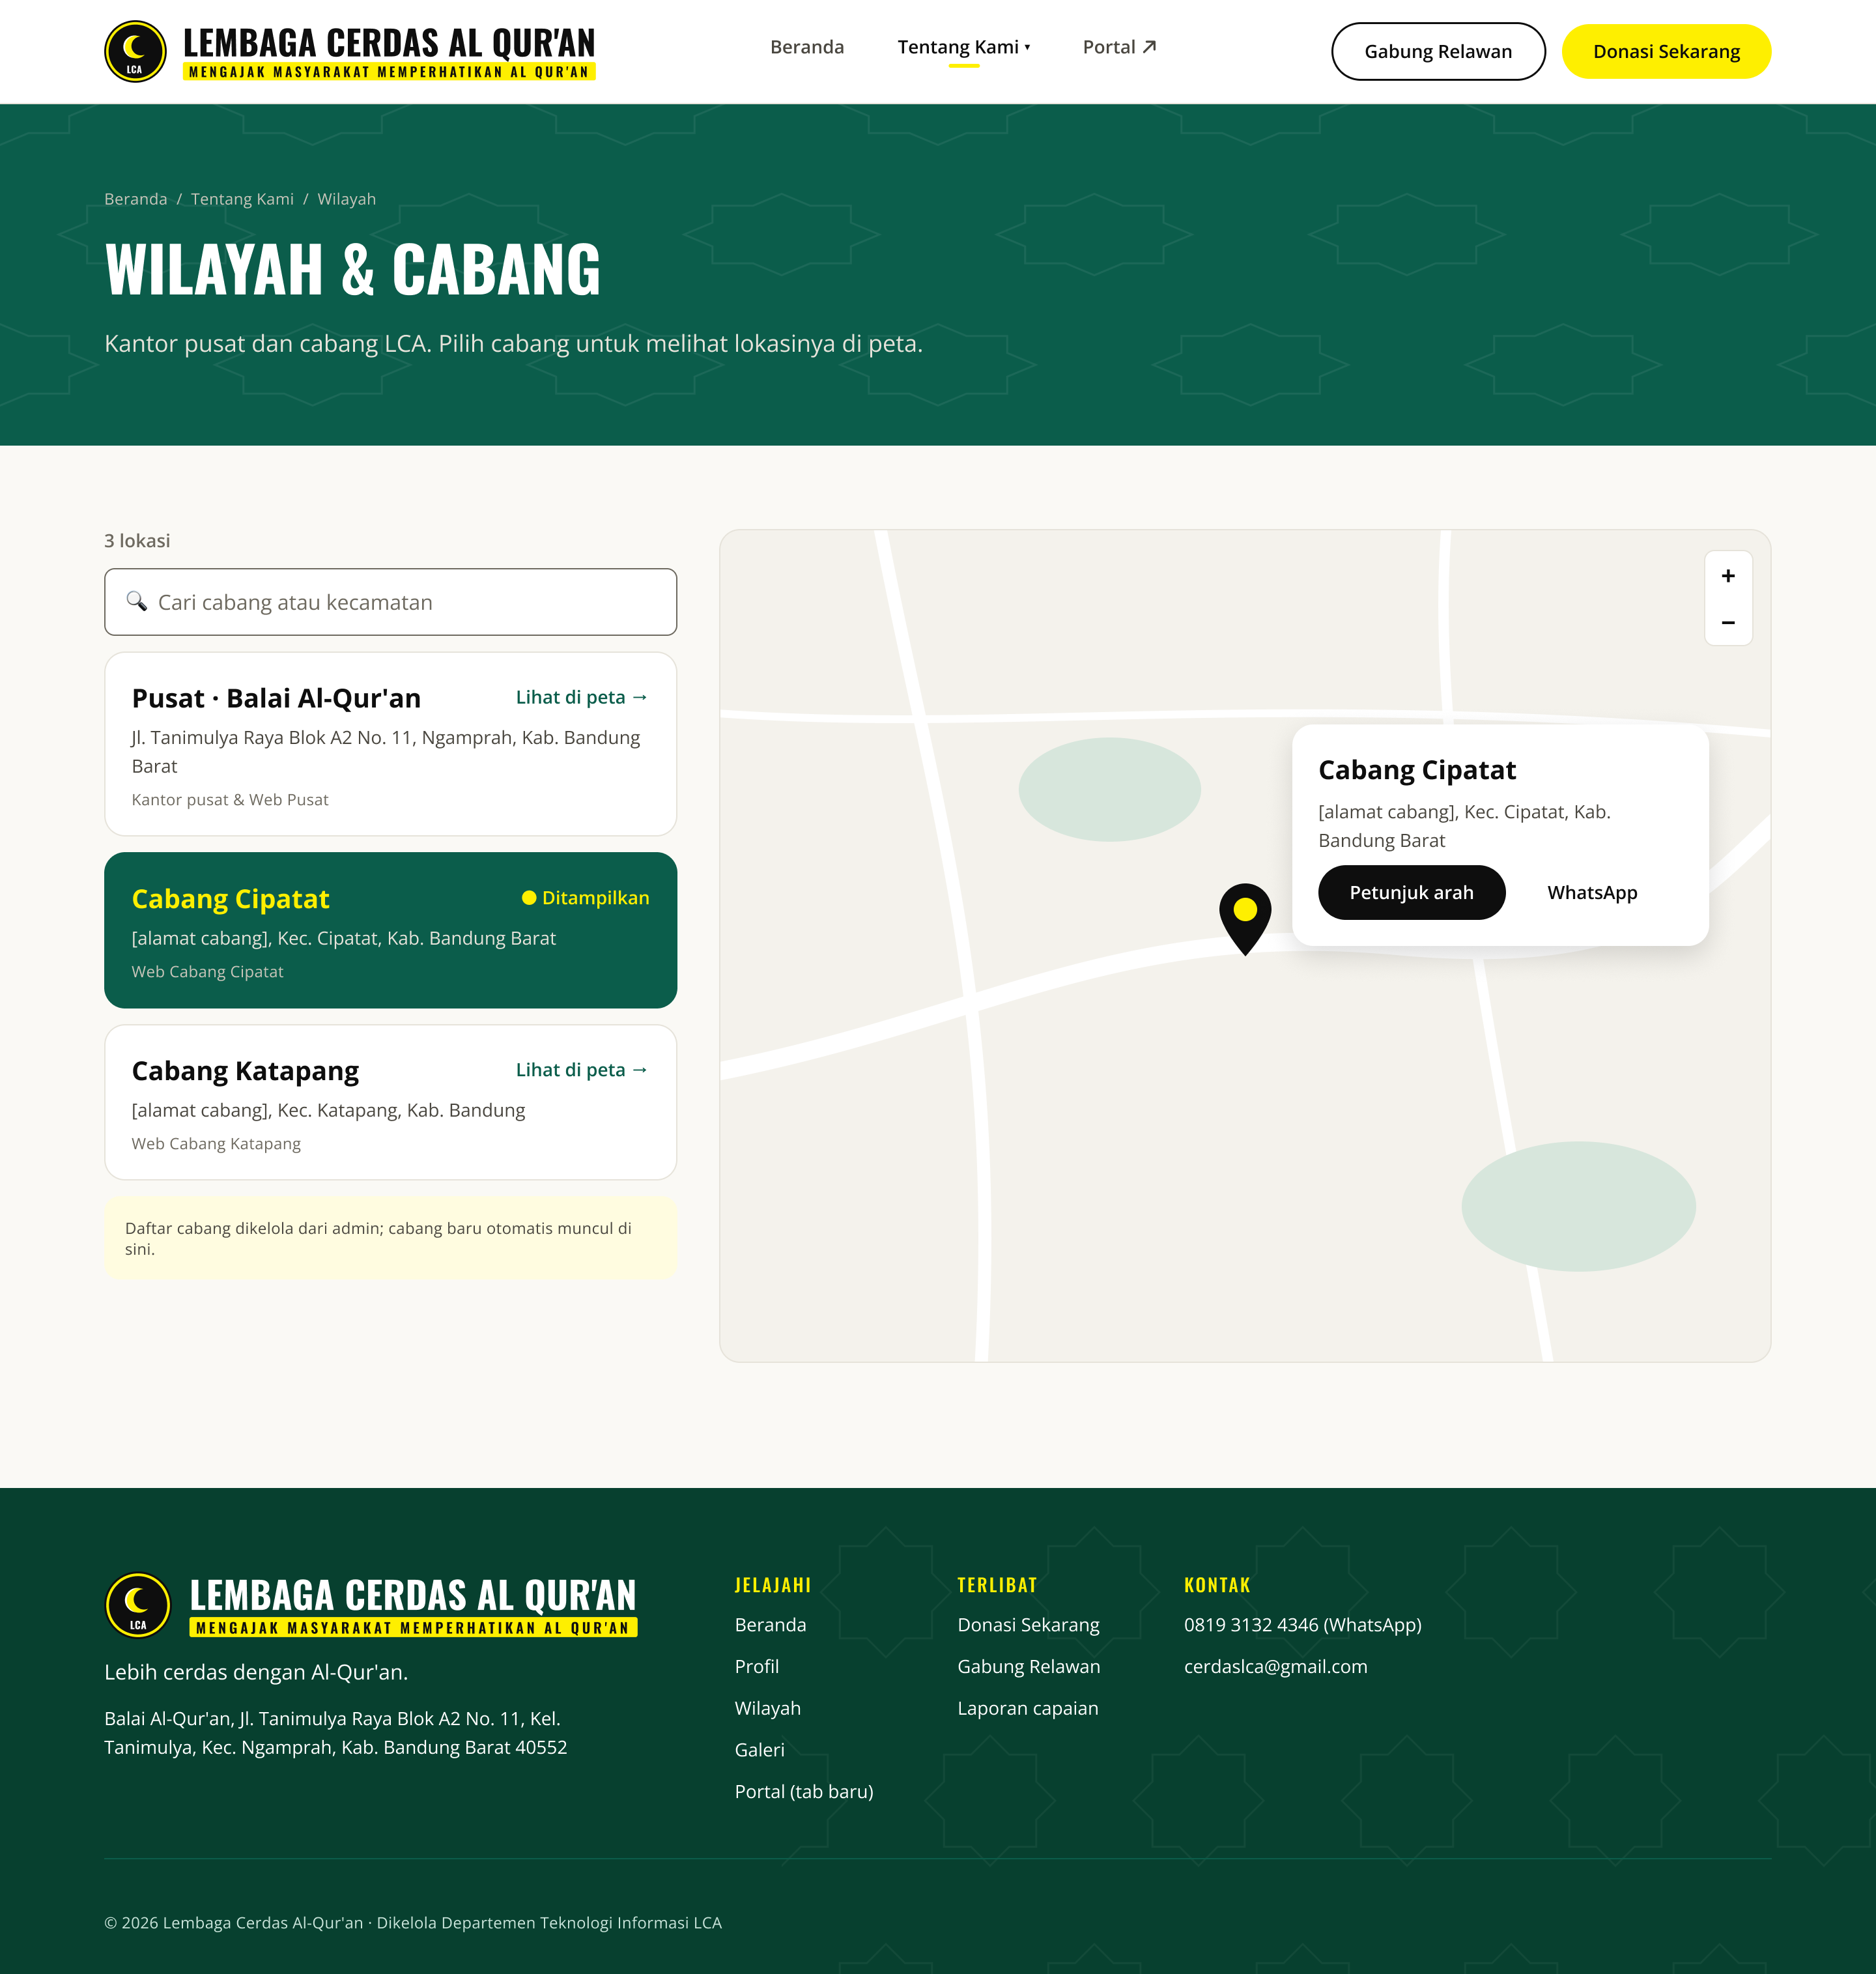 LCA
LEMBAGA CERDAS AL QUR'AN
MENGAJAK MASYARAKAT MEMPERHATIKAN AL QUR'AN
Beranda
Tentang Kami ▾
Portal ↗
Gabung Relawan
Donasi Sekarang
Beranda / Tentang Kami / Wilayah
WILAYAH & CABANG
Kantor pusat dan cabang LCA. Pilih cabang untuk melihat lokasinya di peta.
3 lokasi
Cari cabang atau kecamatan
Pusat · Balai Al-Qur'an
Lihat di peta →
Jl. Tanimulya Raya Blok A2 No. 11, Ngamprah, Kab. Bandung
Barat
Kantor pusat & Web Pusat
Cabang Cipatat
Ditampilkan
[alamat cabang], Kec. Cipatat, Kab. Bandung Barat
Web Cabang Cipatat
Cabang Katapang
Lihat di peta →
[alamat cabang], Kec. Katapang, Kab. Bandung
Web Cabang Katapang
Daftar cabang dikelola dari admin; cabang baru otomatis muncul di
sini.
+
−
Cabang Cipatat
[alamat cabang], Kec. Cipatat, Kab.
Bandung Barat
Petunjuk arah
WhatsApp
LCA
LEMBAGA CERDAS AL QUR'AN
MENGAJAK MASYARAKAT MEMPERHATIKAN AL QUR'AN
Lebih cerdas dengan Al-Qur'an.
Balai Al-Qur'an, Jl. Tanimulya Raya Blok A2 No. 11, Kel.
Tanimulya, Kec. Ngamprah, Kab. Bandung Barat 40552
JELAJAHI
Beranda
Profil
Wilayah
Galeri
Portal (tab baru)
TERLIBAT
Donasi Sekarang
Gabung Relawan
Laporan capaian
KONTAK
0819 3132 4346 (WhatsApp)
cerdaslca@gmail.com
© 2026 Lembaga Cerdas Al-Qur'an · Dikelola Departemen Teknologi Informasi LCA